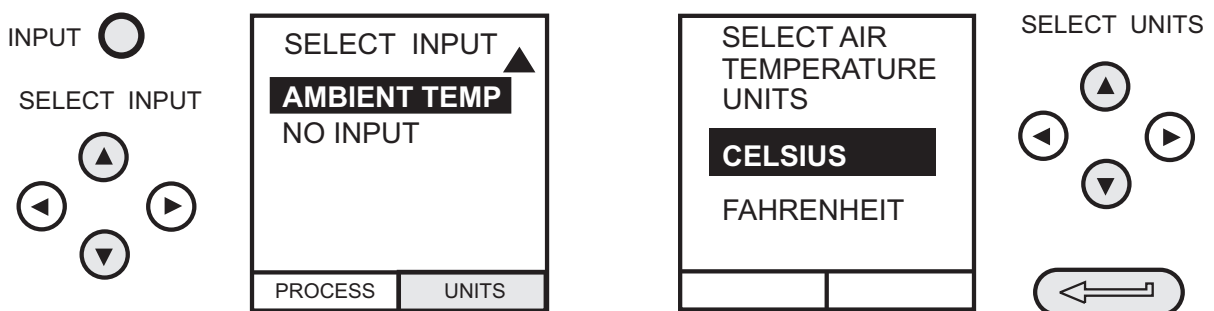 INPUT
SELECT INPUT
SELECT INPUT
AMBIENT TEMP
NO INPUT
PROCESS UNITS
SELECT AIR
TEMPERATURE
UNITS
CELSIUS
FAHRENHEIT
SELECT UNITS